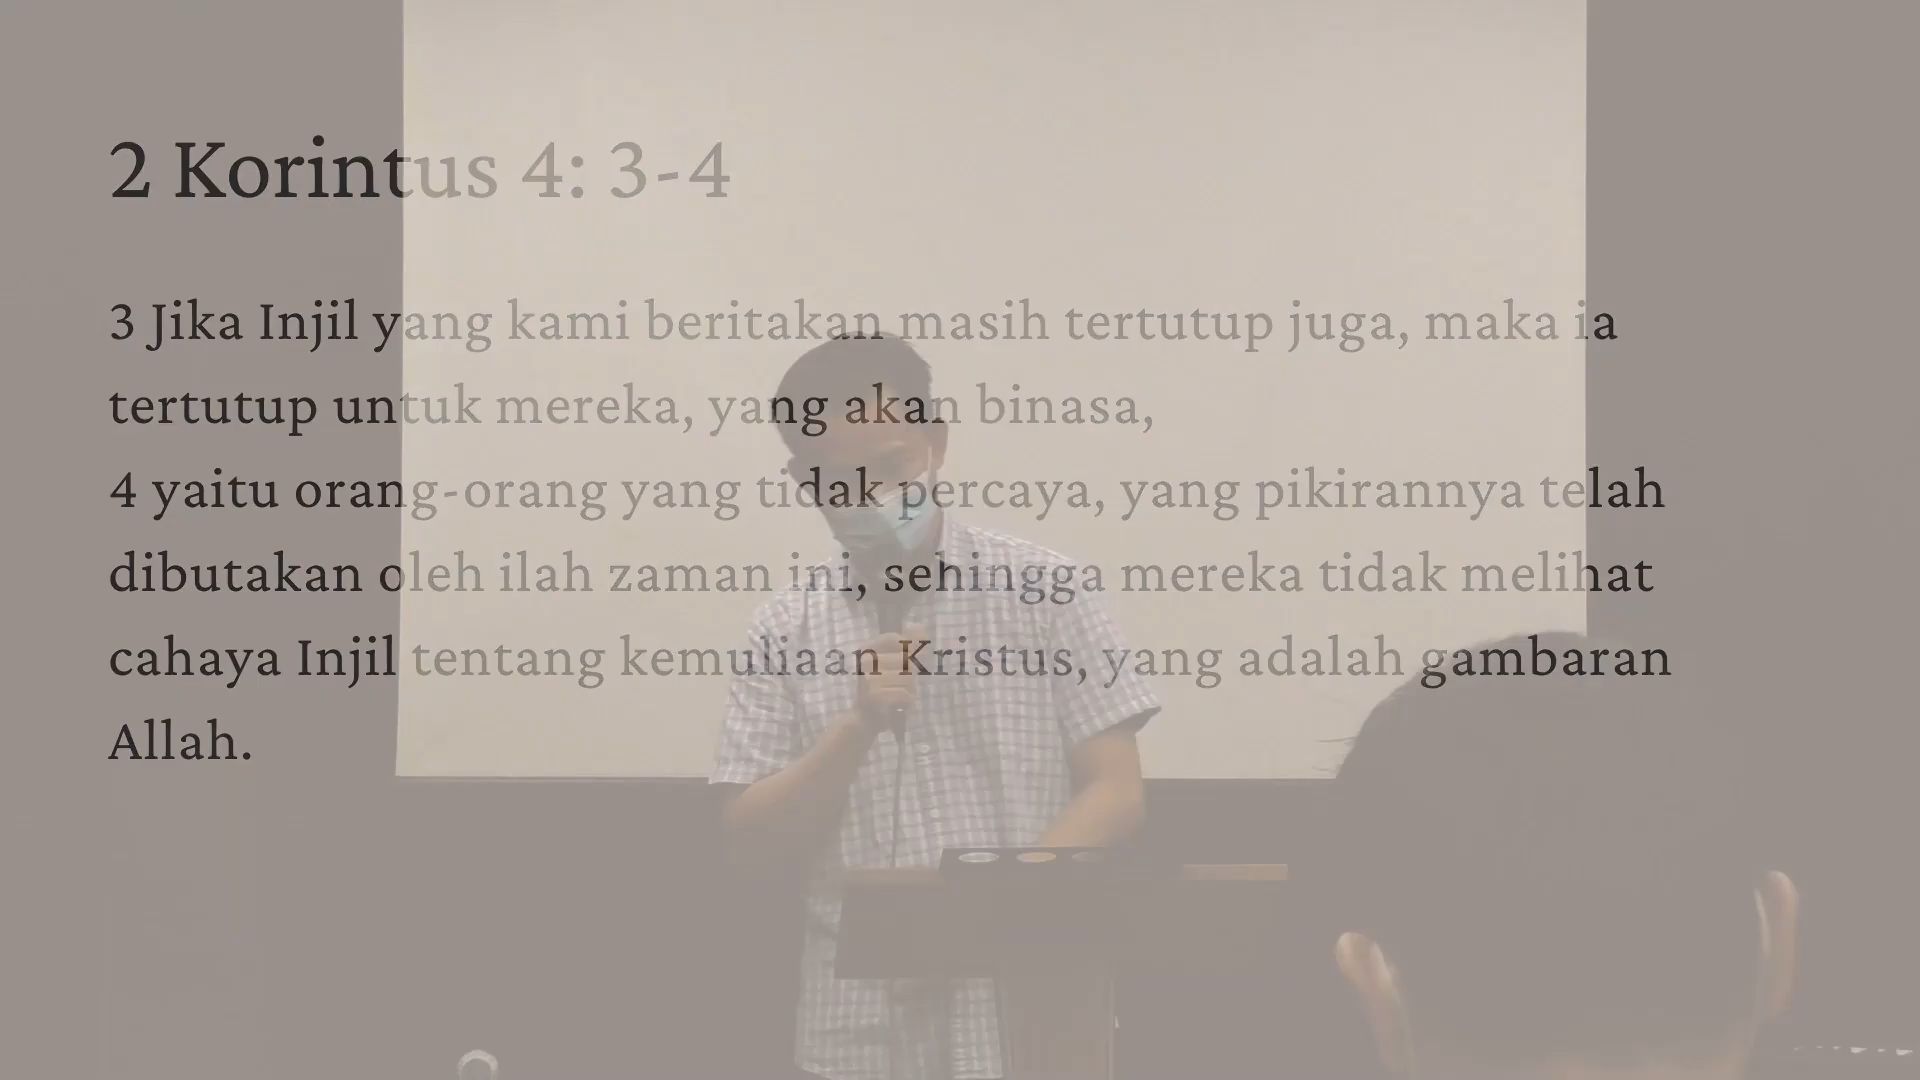 2 Korintus 4: 3-4
3 Jika Injil yang kami beritakan masih tertutup juga, maka ia
tertutup untuk mereka, yang akan binasa,
4 yaitu orang-orang yang tidak percaya, yang pikirannya telah
dibutakan oleh ilah zaman ini, sehingga mereka tidak melihat
cahaya Injil tentang kemuliaan Kristus, yang adalah gambaran
Allah.